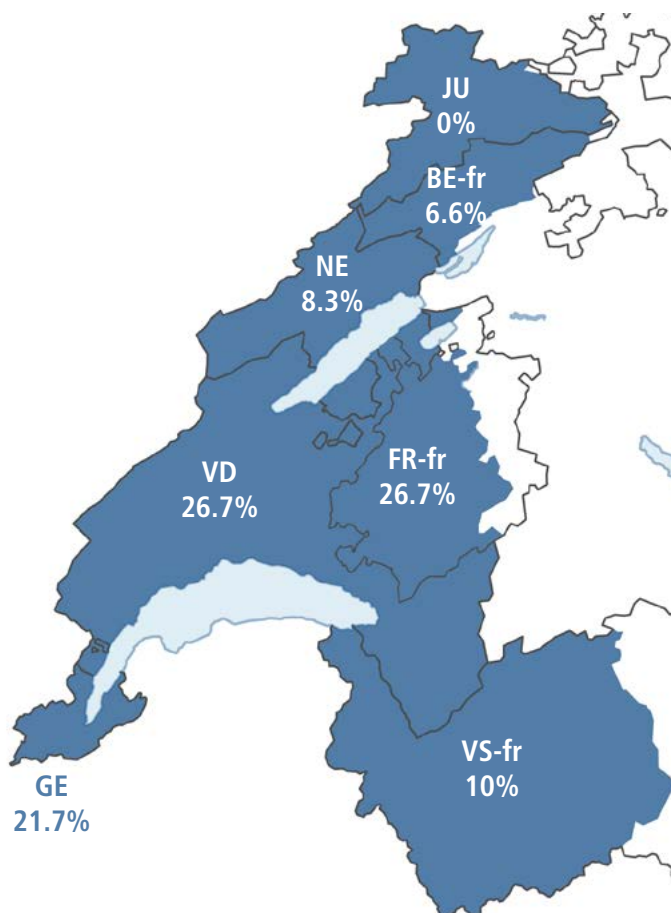 JU
0%
BE-fr
6.6%
NE
8.3%
VD
26.7%
FR-fr
26.7%
VS-fr
10%
GE
21.7%